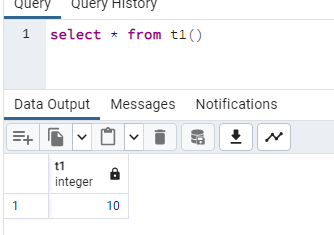 Query Query History
1 select * from t1()
Data Output Messages Notifications
t1
integer
1 10